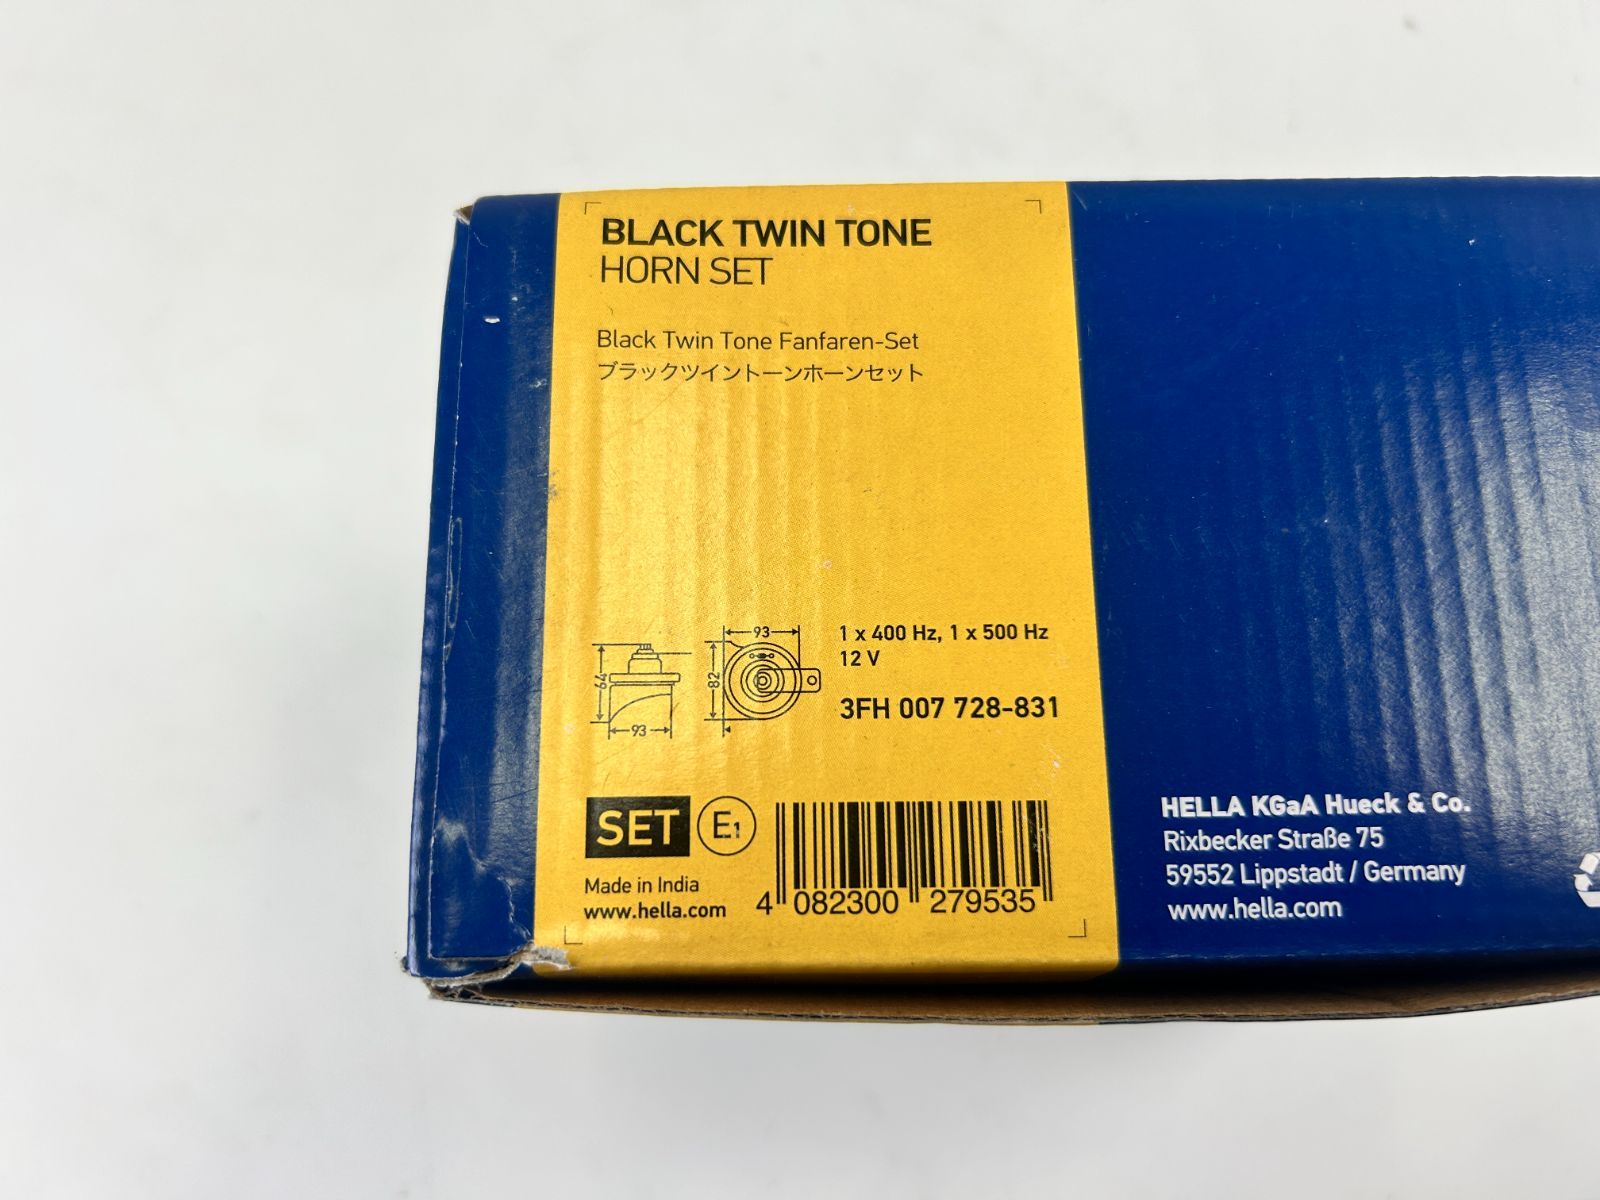 BLACK TWIN TONE
HORN SET
Black Twin Tone Fanfaren-Set
ブラックツイントーンホーンセット
93
64
82
93
1 x 400 Hz, 1 x 500 Hz
12 V
3FH 007 728-831
SET
E1
Made in India
www.hella.com
4 082300 279535
HELLA KGaA Hueck & Co.
Rixbecker Straße 75
59552 Lippstadt / Germany
www.hella.com